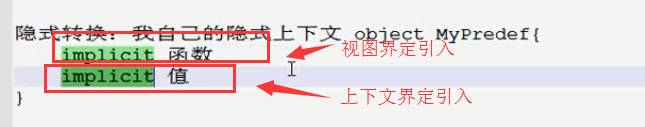 隐式转换：我自己的隐式上下文 object MyPredef{
implicit 函数
视图界定引入
implicit 值
上下文界定引入
}